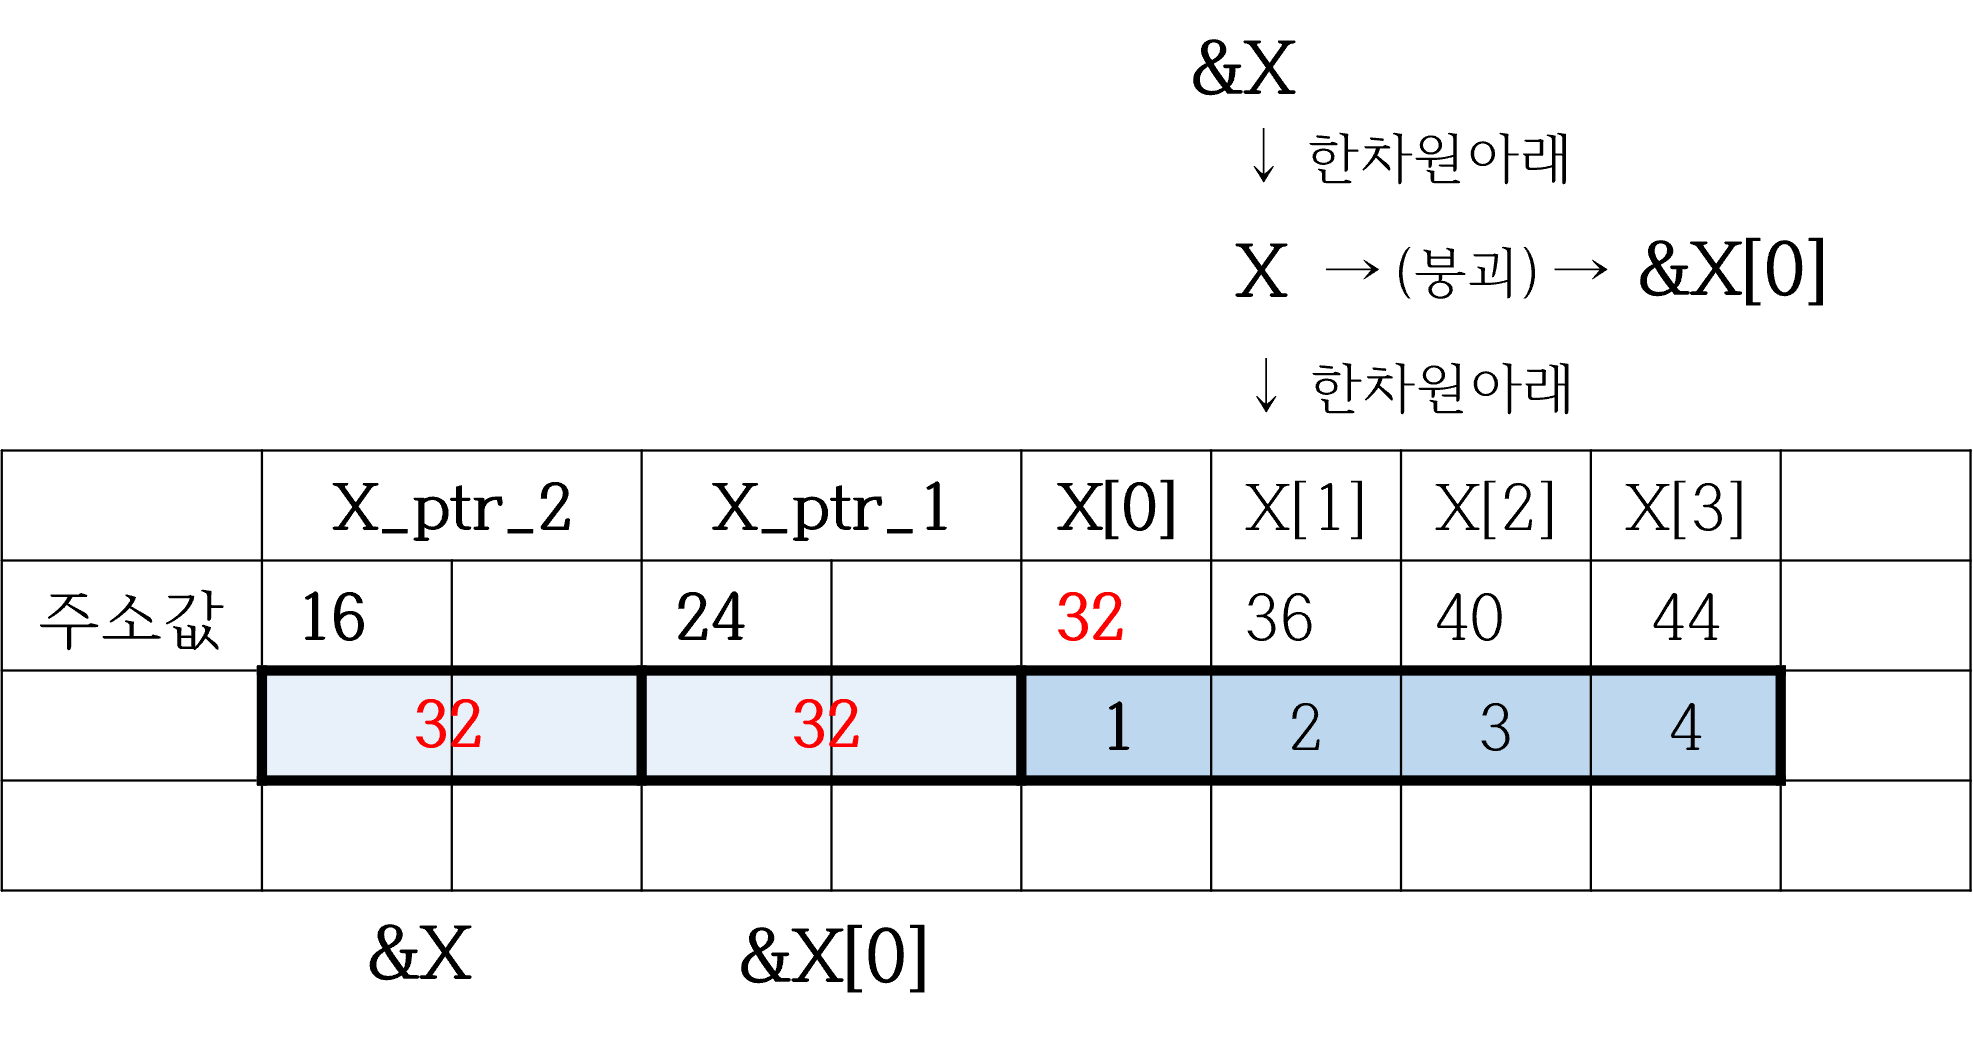 &X
↓ 한차원아래
X → (붕괴) → &X[0]
↓ 한차원아래
X_ptr_2 X_ptr_1 X[0] X[1] X[2] X[3]
주소값 16 24 32 36 40 44
32 32 1 2 3 4
&X &X[0]